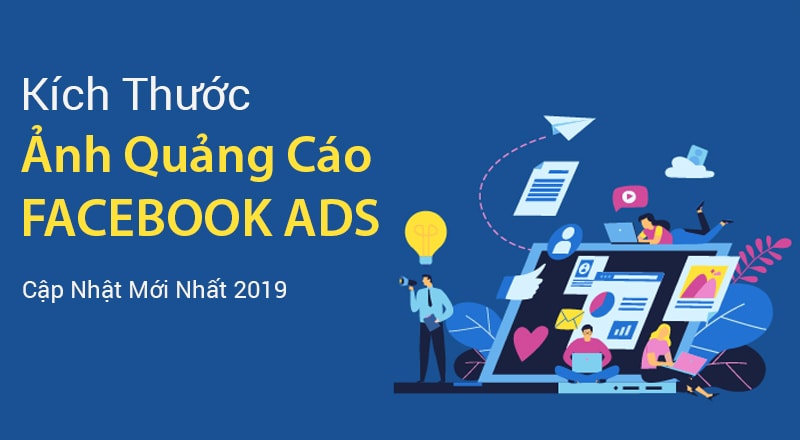 Kích Thước
Ảnh Quảng Cáo
FACEBOOK ADS
Cập Nhật Mới Nhất 2019